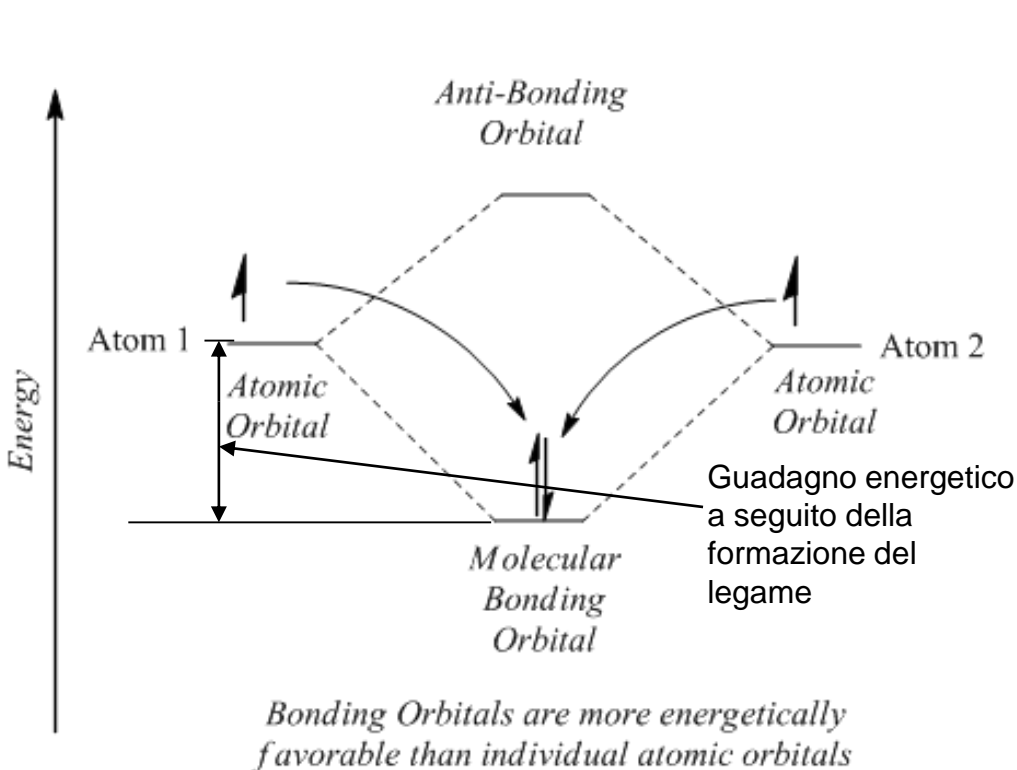 Anti-Bonding
Orbital
Atom 1
Atom 2
Atomic
Orbital
Atomic
Orbital
Energy
Guadagno energetico
a seguito della
formazione del
legame
Molecular
Bonding
Orbital
Bonding Orbitals are more energetically
favorable than individual atomic orbitals